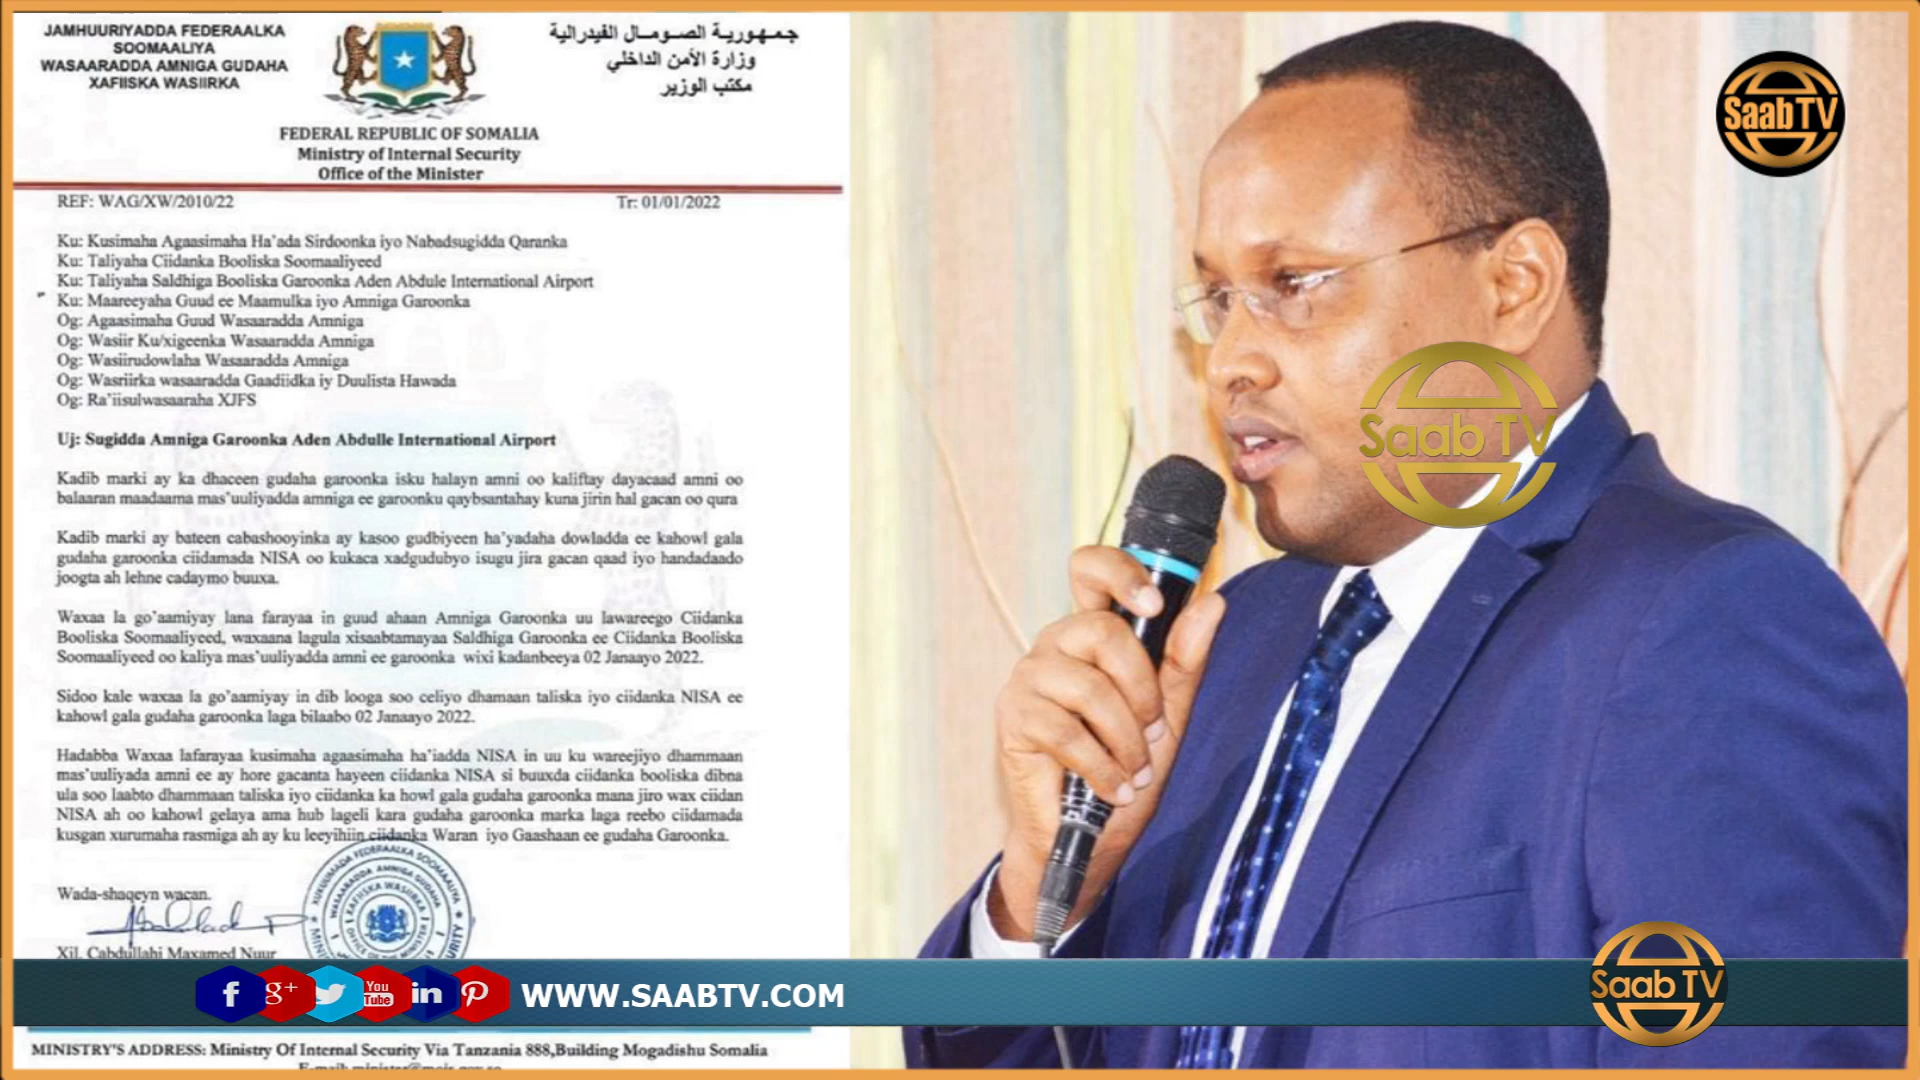 JAMHUURIYADDA FEDERAALKA
SOOMAALIYA
WASAARADDA AMNIGA GUDAHA
XAFIISKA WASIIRKA
جمهورية الصومال الفيدرالية
وزارة الأمن الداخلي
مكتب الوزير
FEDERAL REPUBLIC OF SOMALIA
Ministry of Internal Security
Office of the Minister
REF: WAG/XW/2010/22
Tr: 01/01/2022
Ku: Kusimaha Agaasimaha Ha'ada Sirdoonka iyo Nabadsugidda Qaranka
Ku: Taliyaha Ciidanka Booliska Soomaaliyeed
Ku: Taliyaha Saldhiga Booliska Garoonka Aden Abdule International Airport
Ku: Maareeyaha Guud ee Maamulka iyo Amniga Garoonka
Og: Agaasimaha Guud Wasaaradda Amniga
Og: Wasiir Ku/xigeenka Wasaaradda Amniga
Og: Wasiirudowlaha Wasaaradda Amniga
Og: Wasriirka wasaaradda Gaadiidka iy Duulista Hawada
Og: Ra'iisulwasaaraha XJFS
Uj: Sugidda Amniga Garoonka Aden Abdulle International Airport
Kadib marki ay ka dhaceen gudaha garoonka isku halayn amni oo kaliftay dayacaad amni oo
balaaran maadaama mas'uuliyadda amniga ee garoonku qaybsantahay kuna jirin hal gacan oo qura
Kadib marki ay bateen cabashooyinka ay kasoo gudbiyeen ha'yadaha dowladda ee kahowl gala
gudaha garoonka ciidamada NISA oo kukaca xadgudubyo isugu jira gacan qaad iyo handadaado
joogta ah lehne cadaymo buuxa.
Waxaa la go'aamiyay lana farayaa in guud ahaan Amniga Garoonka uu lawareego Ciidanka
Booliska Soomaaliyeed, waxaana lagula xisaabtamayaa Saldhiga Garoonka ee Ciidanka Booliska
Soomaaliyeed oo kaliya mas'uuliyadda amni ee garoonka wixi kadanbeeya 02 Janaayo 2022.
Sidoo kale waxaa la go'aamiyay in dib looga soo celiyo dhamaan taliska iyo ciidanka NISA ee
kahowl gala gudaha garoonka laga bilaabo 02 Janaayo 2022.
Hadabba Waxaa lafarayaa kusimaha agaasimaha ha'iadda NISA in uu ku wareejiyo dhammaan
mas'uuliyada amni ee ay hore gacanta hayeen ciidanka NISA si buuxda ciidanka booliska dibna
ula soo laabto dhammaan taliska iyo ciidanka ka howl gala gudaha garoonka mana jiro wax ciidan
NISA ah oo kahowl gelaya ama hub lageli kara gudaha garoonka marka laga reebo ciidamada
kusgan xurumaha rasmiga ah ay ku leeyihiin ciidanka Waran iyo Gaashaan ee gudaha Garoonka.
Wada-shaqeyn wacan.
XUKUUMADA FEDERAALKA SOOMAALIYA
WASAARADDA AMNIGA GUDAHA
XAFIISKA WASIIRKA
Xil. Cabdullahi Maxamed Nuur
f g+ You Tube in
WWW.SAABTV.COM
MINISTRY'S ADDRESS: Ministry Of Internal Security Via Tanzania 888,Building Mogadishu Somalia
Saab TV
Saab TV
Saab TV